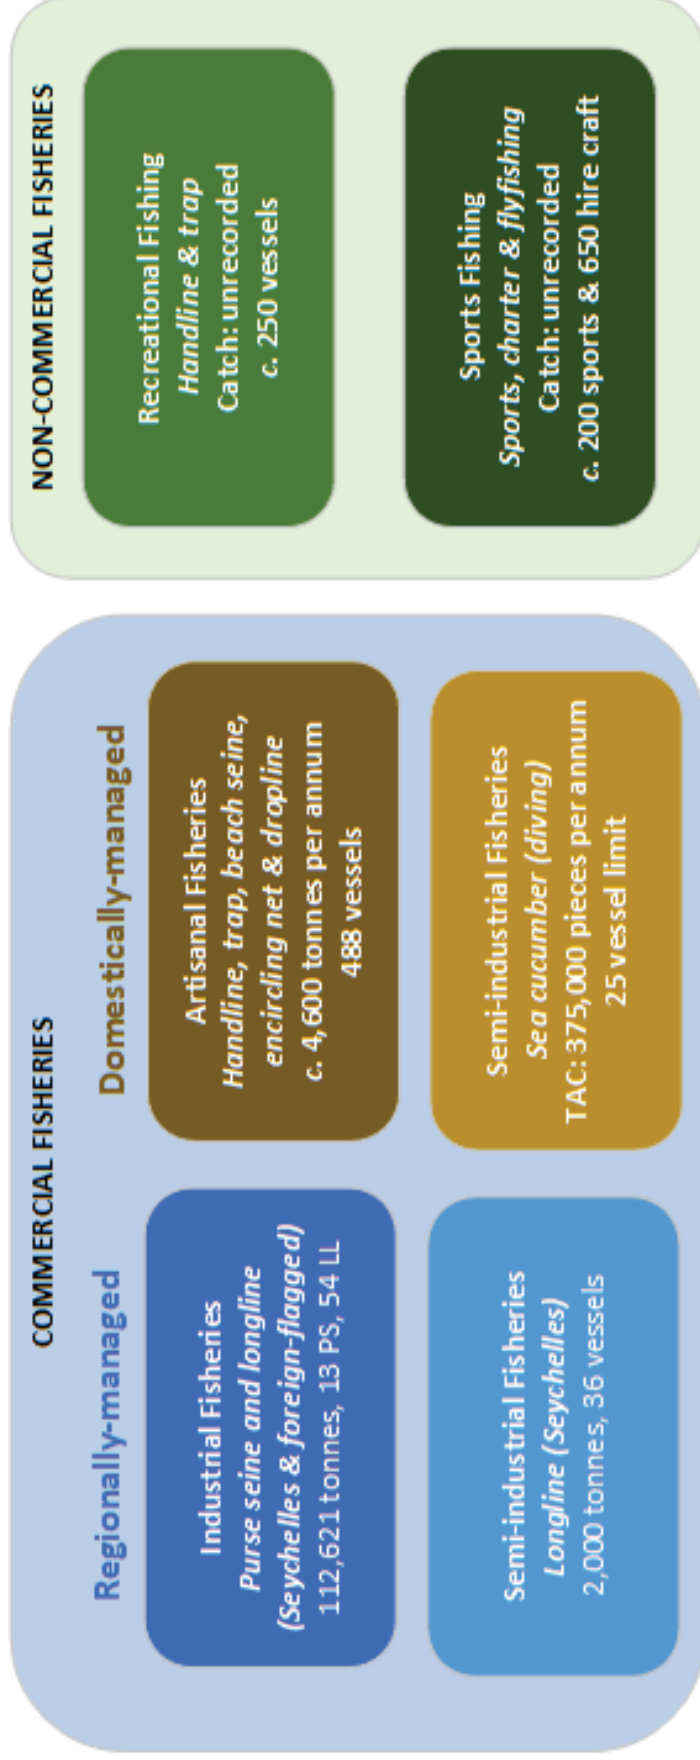 COMMERCIAL FISHERIES
Regionally-managed
Industrial Fisheries
Purse seine and longline
(Seychelles & foreign-flagged)
112,621 tonnes, 13 PS, 54 LL
Semi-industrial Fisheries
Longline (Seychelles)
2,000 tonnes, 36 vessels
Domestically-managed
Artisanal Fisheries
Handline, trap, beach seine,
encircling net & dropline
c. 4,600 tonnes per annum
488 vessels
Semi-industrial Fisheries
Sea cucumber (diving)
TAC: 375,000 pieces per annum
25 vessel limit
NON-COMMERCIAL FISHERIES
Recreational Fishing
Handline & trap
Catch: unrecorded
c. 250 vessels
Sports Fishing
Sports, charter & flyfishing
Catch: unrecorded
c. 200 sports & 650 hire craft